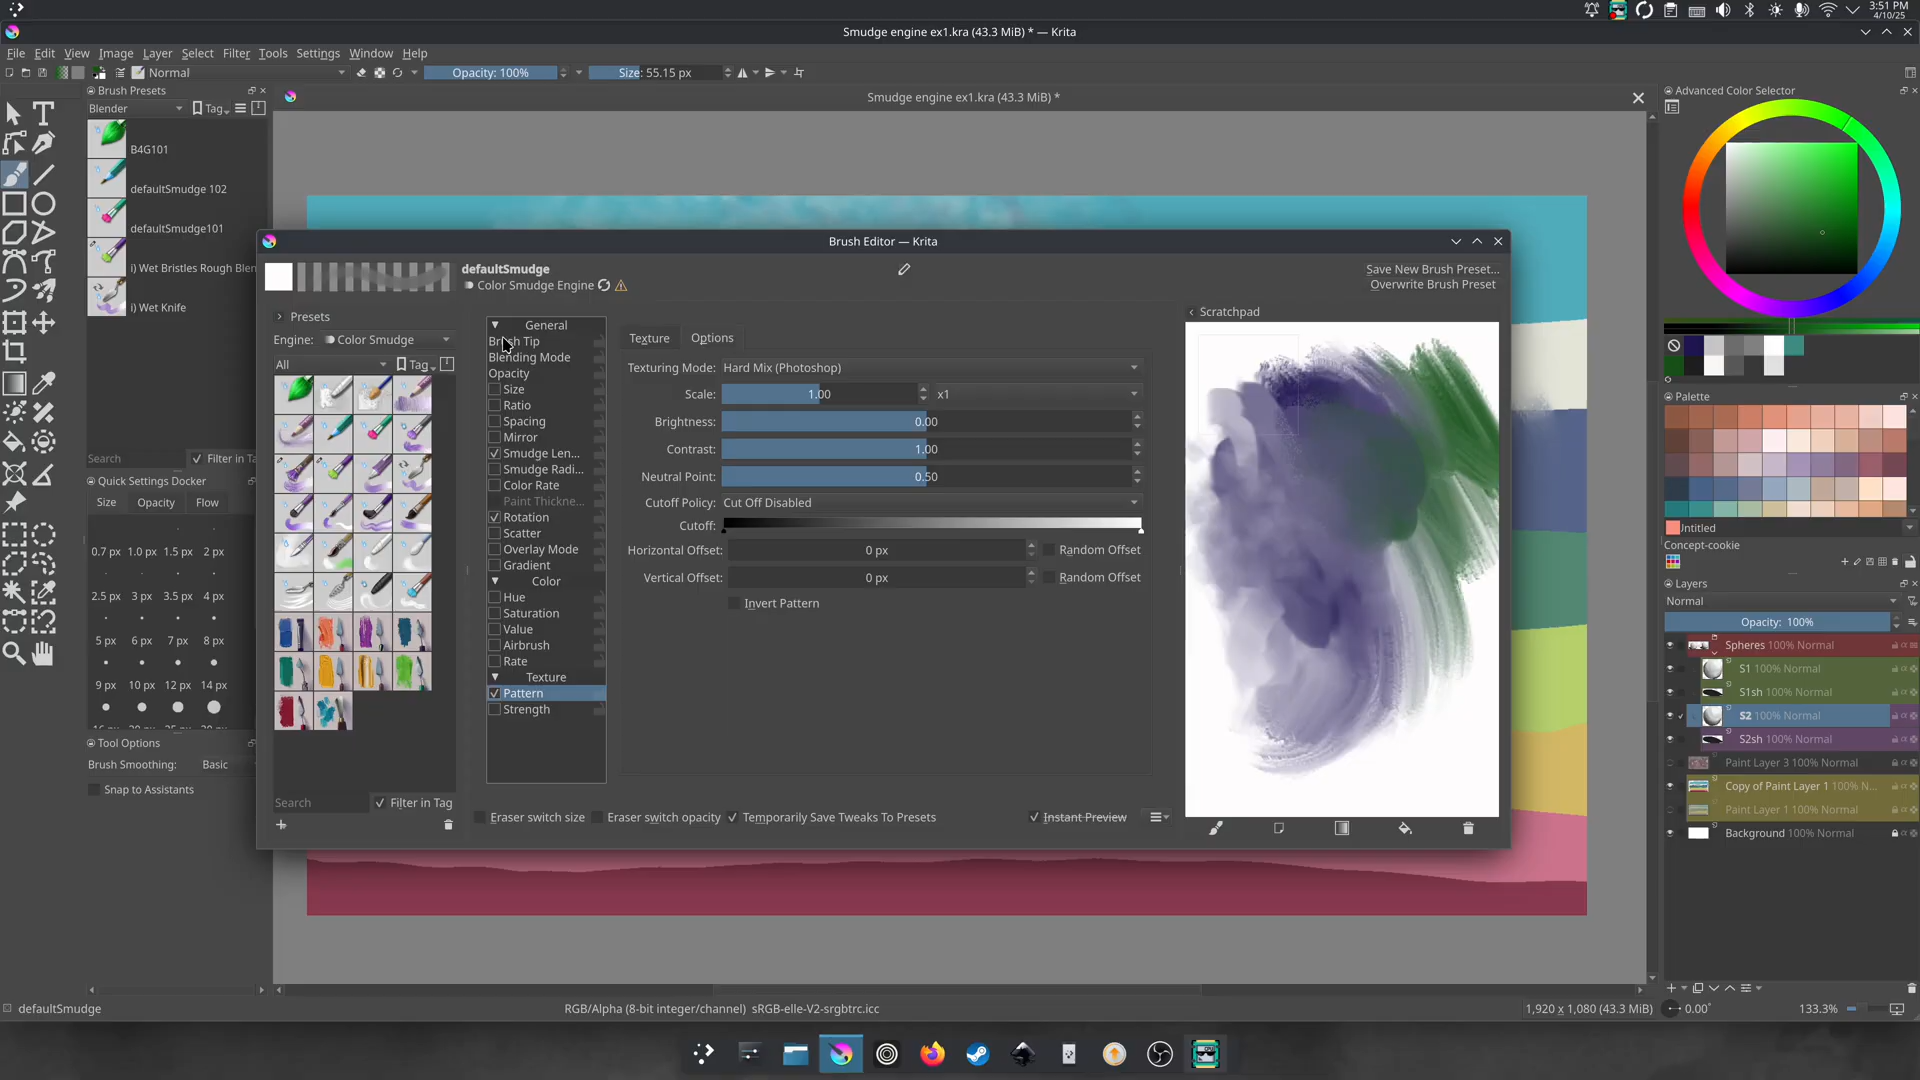 3:51 PM
4/10/25
Smudge engine ex1.kra (43.3 MiB) * — Krita
File Edit View Image Layer Select Filter Tools Settings Window Help
Normal
Opacity: 100%
Size: 55.15 px
Brush Presets
Smudge engine ex1.kra (43.3 MiB) *
Advanced Color Selector
Blender
Tag
B4G101
defaultSmudge 102
defaultSmudge101
i) Wet Bristles Rough Blen
i) Wet Knife
Search
Filter in Ta
Quick Settings Docker
Size Opacity Flow
0.7 px 1.0 px 1.5 px 2 px
2.5 px 3 px 3.5 px 4 px
5 px 6 px 7 px 8 px
9 px 10 px 12 px 14 px
Tool Options
Brush Smoothing: Basic
Snap to Assistants
Brush Editor — Krita
defaultSmudge
Color Smudge Engine
Save New Brush Preset...
Overwrite Brush Preset
Presets
Engine: Color Smudge
All
Tag
Search
Filter in Tag
General
Brush Tip
Blending Mode
Opacity
Size
Ratio
Spacing
Mirror
Smudge Len...
Smudge Radi...
Color Rate
Paint Thickne...
Rotation
Scatter
Overlay Mode
Gradient
Color
Hue
Saturation
Value
Airbrush
Rate
Texture
Pattern
Strength
Texture Options
Texturing Mode: Hard Mix (Photoshop)
Scale: 1.00 x1
Brightness: 0.00
Contrast: 1.00
Neutral Point: 0.50
Cutoff Policy: Cut Off Disabled
Cutoff:
Horizontal Offset: 0 px Random Offset
Vertical Offset: 0 px Random Offset
Invert Pattern
Scratchpad
Eraser switch size
Eraser switch opacity
Temporarily Save Tweaks To Presets
Instant Preview
Palette
Untitled
Concept-cookie
Layers
Normal
Opacity: 100%
Spheres 100% Normal
S1 100% Normal
S1sh 100% Normal
S2 100% Normal
S2sh 100% Normal
Paint Layer 3 100% Normal
Copy of Paint Layer 1 100% N...
Paint Layer 1 100% Normal
Background 100% Normal
defaultSmudge
RGB/Alpha (8-bit integer/channel) sRGB-elle-V2-srgbtrc.icc
1,920 x 1,080 (43.3 MiB)
0.00°
133.3%